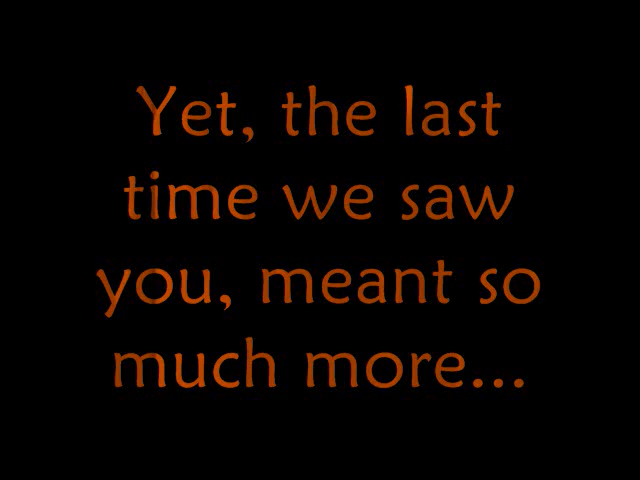 Yet, the last
time we saw
you, meant so
much more...